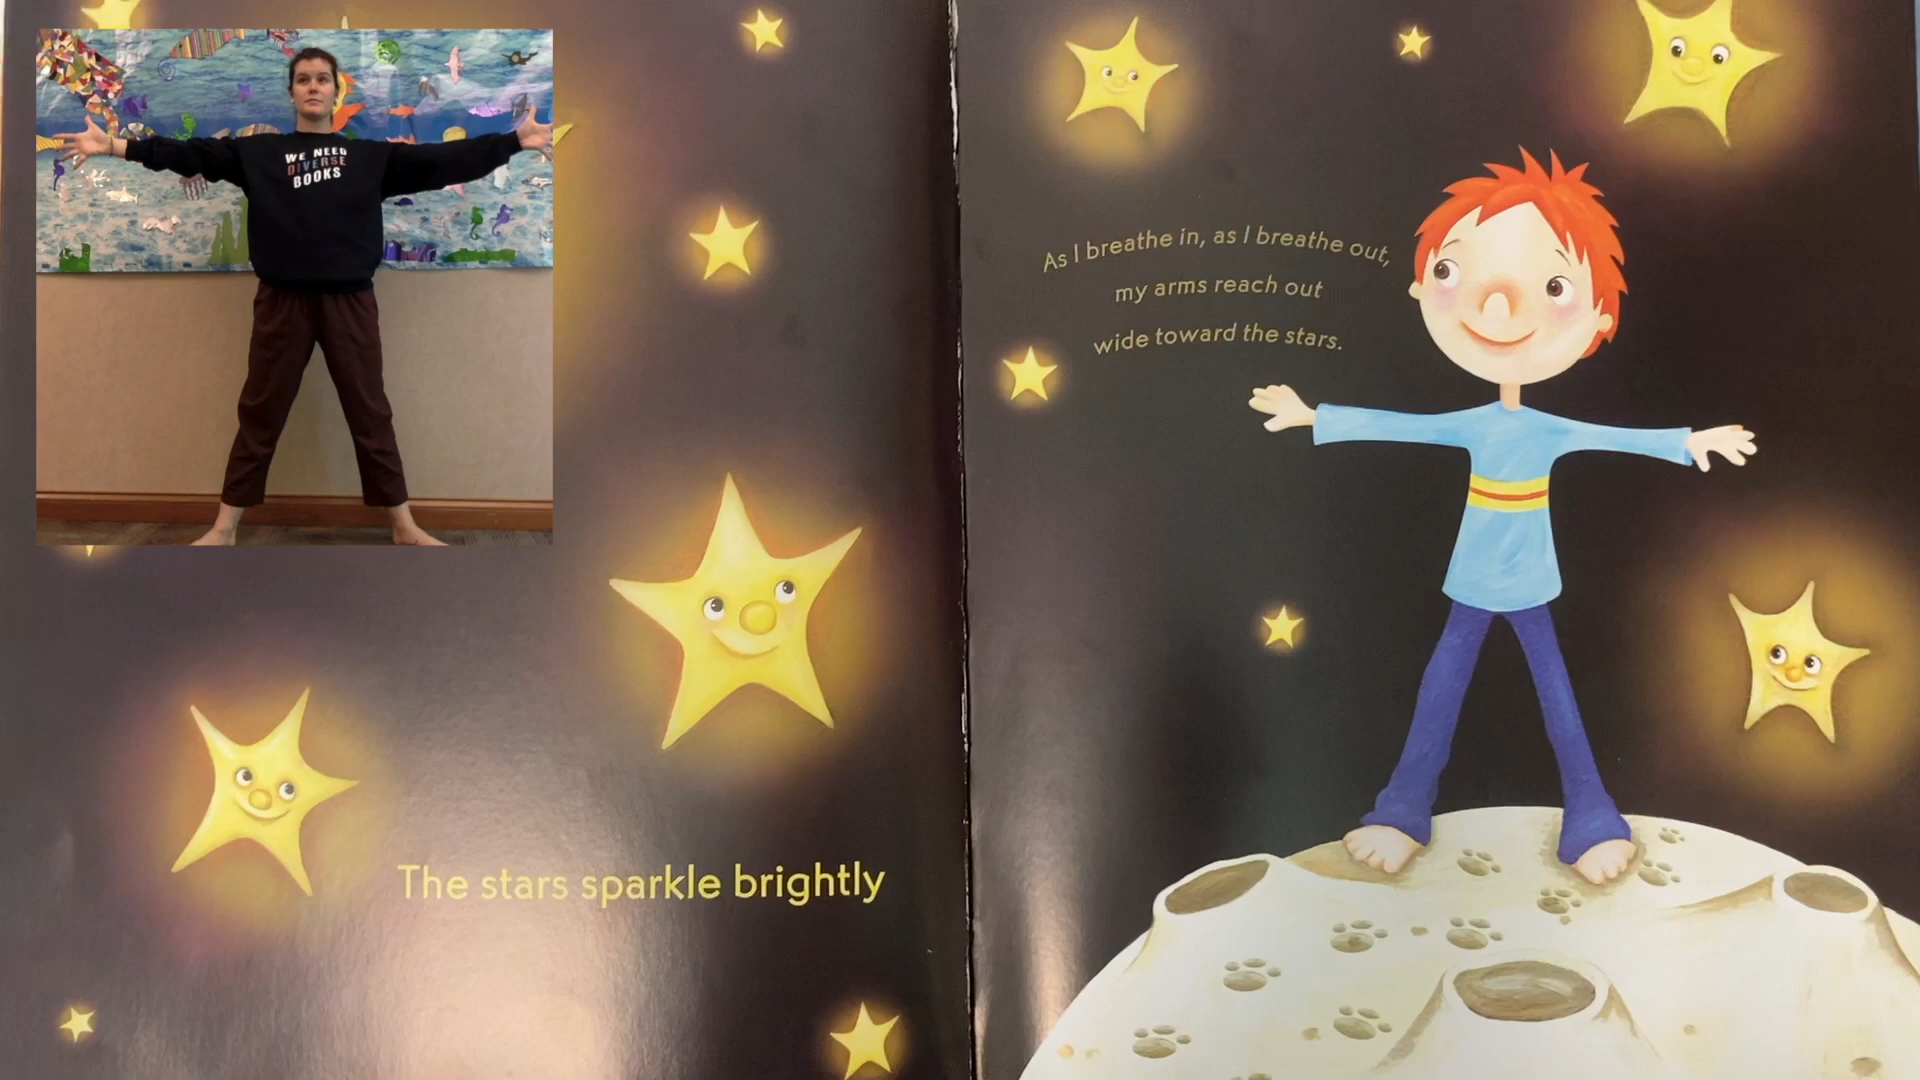 WE NEED
DIVERSE
BOOKS
The stars sparkle brightly
As I breathe in, as I breathe out,
my arms reach out
wide toward the stars.